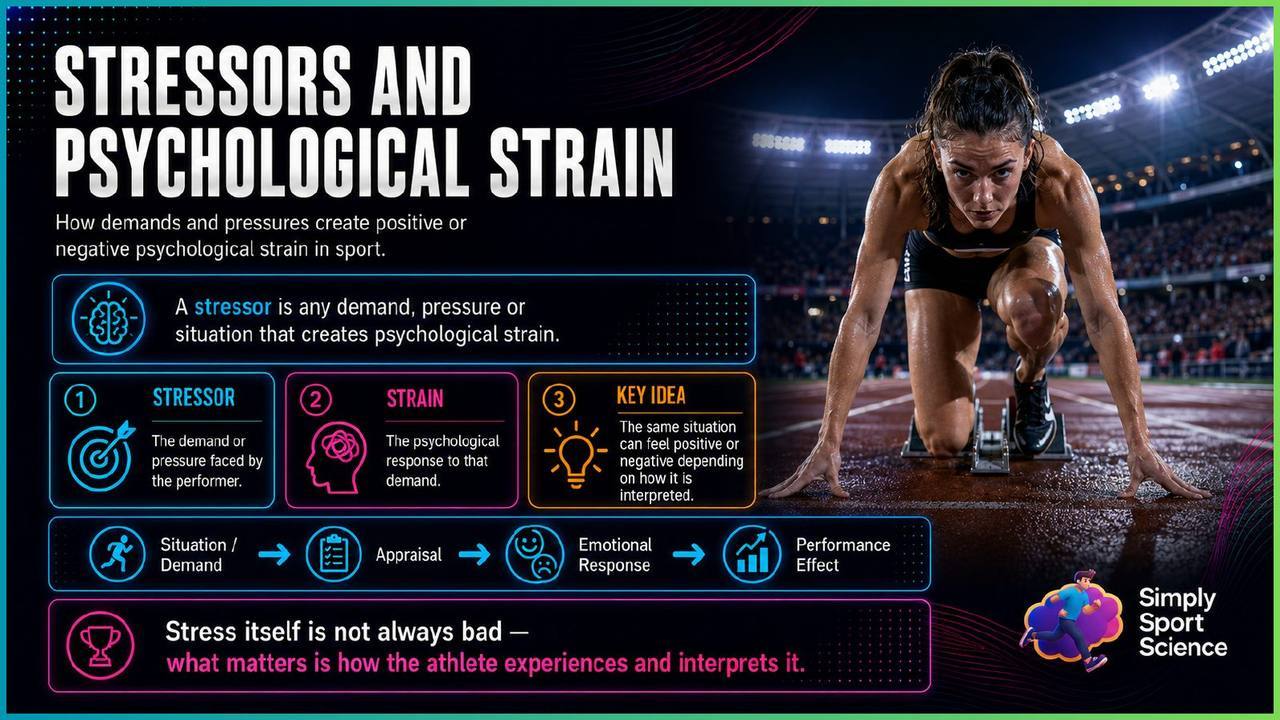 STRESSORS AND
PSYCHOLOGICAL STRAIN
How demands and pressures create positive or
negative psychological strain in sport.
A stressor is any demand, pressure or
situation that creates psychological strain.
1
STRESSOR
The demand or
pressure faced by
the performer.
2
STRAIN
The psychological
response to that
demand.
3
KEY IDEA
The same situation
can feel positive or
negative depending
on how it is
interpreted.
Situation /
Demand
Appraisal
Emotional
Response
Performance
Effect
Stress itself is not always bad —
what matters is how the athlete experiences and interprets it.
Simply
Sport
Science